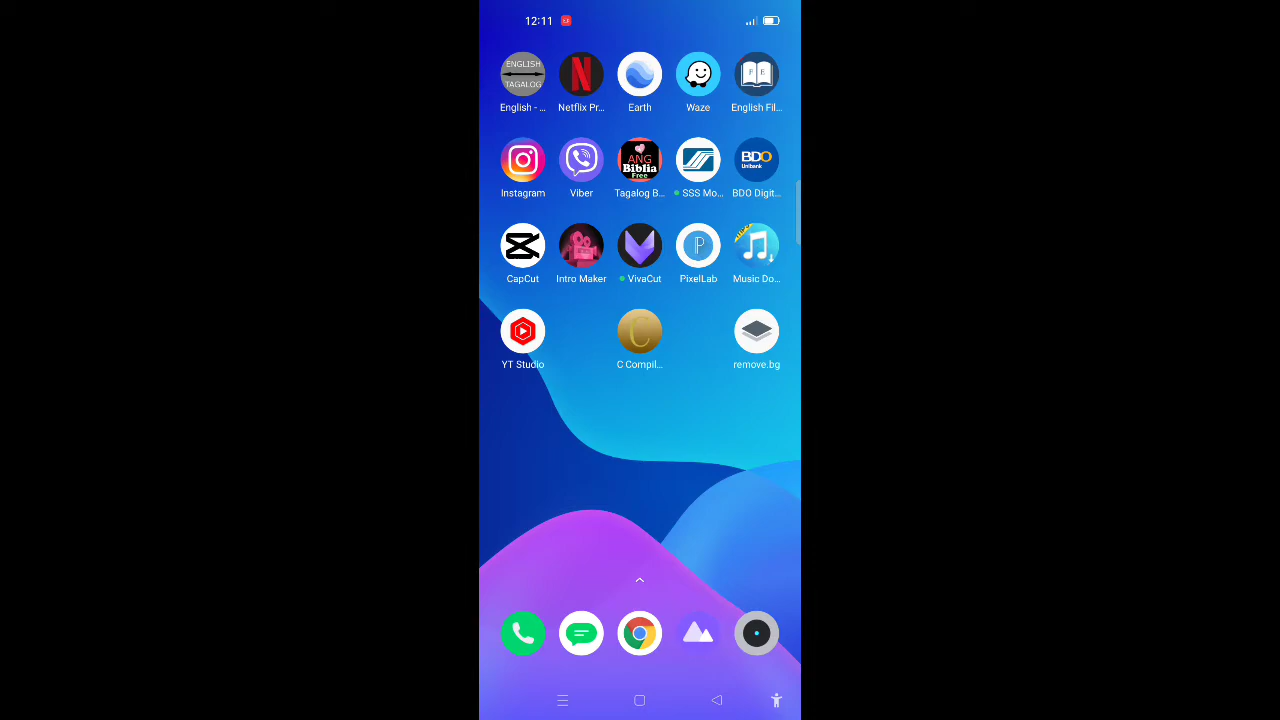 12:11
ENGLISH
TAGALOG
English - ...
N
Netflix Pr...
Earth
Waze
F E
English Fil...
Instagram
Viber
ANG
Biblia
Free
Tagalog B...
SSS Mo...
BDO
Unibank
BDO Digit...
CapCut
Intro Maker
VivaCut
P
PixelLab
Music Do...
YT Studio
C
C Compil...
remove.bg